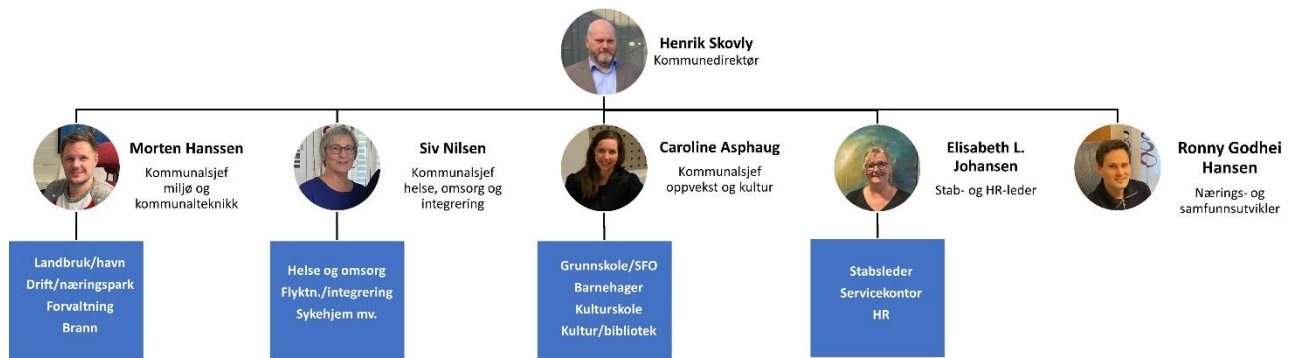 Henrik Skovly
Kommunedirektør
Morten Hanssen
Kommunalsjef
miljø og
kommunalteknikk
Siv Nilsen
Kommunalsjef
helse, omsorg og
integrering
Caroline Asphaug
Kommunalsjef
oppvekst og kultur
Elisabeth L.
Johansen
Stab- og HR-leder
Ronny Godhei
Hansen
Nærings- og
samfunnsutvikler
Landbruk/havn
Drift/næringspark
Forvaltning
Brann
Helse og omsorg
Flyktn./integrering
Sykehjem mv.
Grunnskole/SFO
Barnehager
Kulturskole
Kultur/bibliotek
Stabsleder
Servicekontor
HR